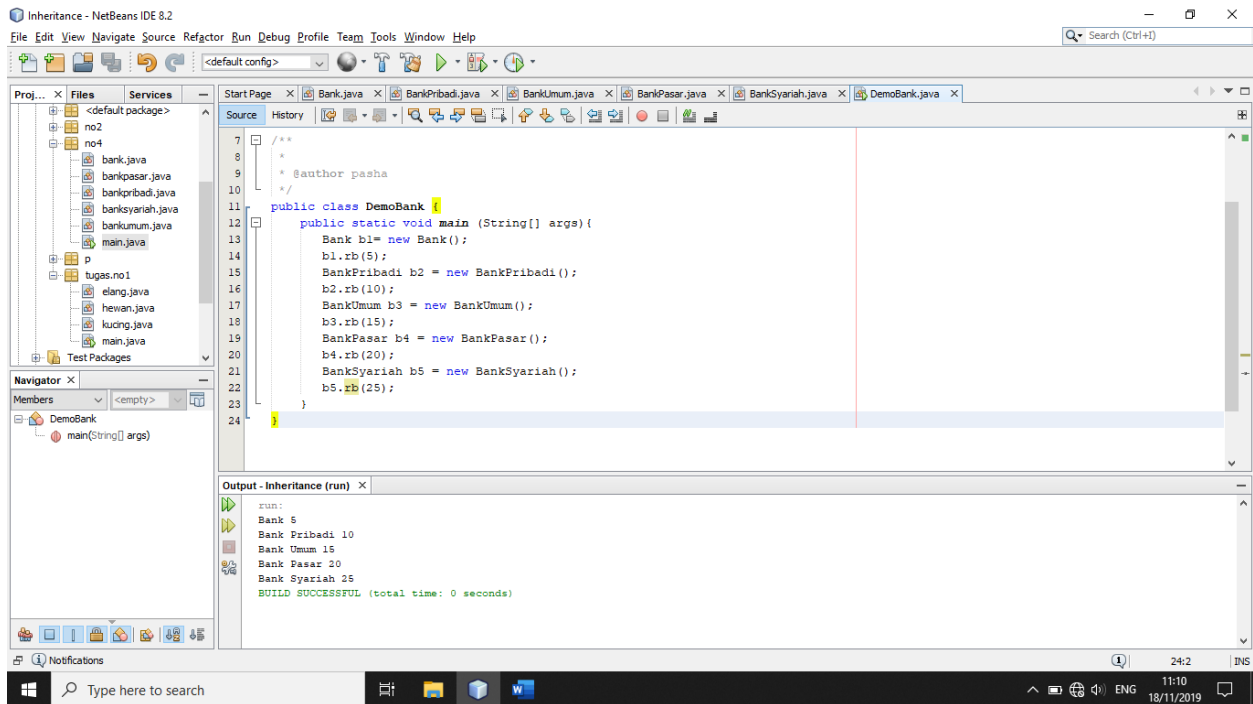 Inheritance - NetBeans IDE 8.2
File Edit View Navigate Source Refactor Run Debug Profile Team Tools Window Help
Search (Ctrl+I)
<default config>
Proj... Files Services
Start Page Bank.java BankPribadi.java BankUmum.java BankPasar.java BankSyariah.java DemoBank.java
Source History
<default package>
no2
no4
bank.java
bankpasar.java
bankpribadi.java
banksyariah.java
bankumum.java
main.java
p
tugas.no1
elang.java
hewan.java
kucing.java
main.java
Test Packages
7 /**
8 *
9 * @author pasha
10 */
11 public class DemoBank {
12 public static void main (String[] args){
13 Bank b1= new Bank();
14 b1.rb(5);
15 BankPribadi b2 = new BankPribadi();
16 b2.rb(10);
17 BankUmum b3 = new BankUmum();
18 b3.rb(15);
19 BankPasar b4 = new BankPasar();
20 b4.rb(20);
21 BankSyariah b5 = new BankSyariah();
22 b5.rb(25);
23 }
24 }
Navigator
Members <empty>
DemoBank
main(String[] args)
Output - Inheritance (run)
run:
Bank 5
Bank Pribadi 10
Bank Umum 15
Bank Pasar 20
Bank Syariah 25
BUILD SUCCESSFUL (total time: 0 seconds)
Notifications
1
24:2
INS
Type here to search
ENG
11:10
18/11/2019